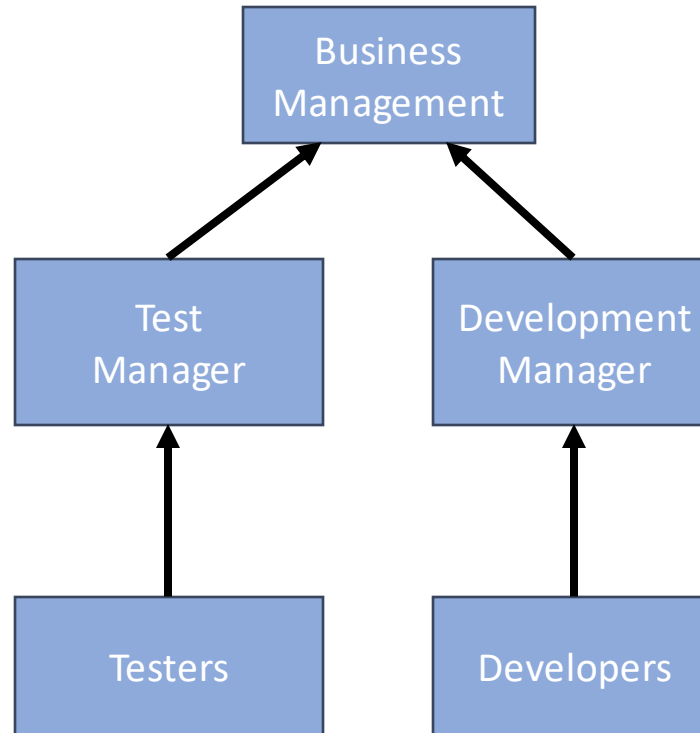 Business
Management
Test
Manager
Development
Manager
Testers
Developers